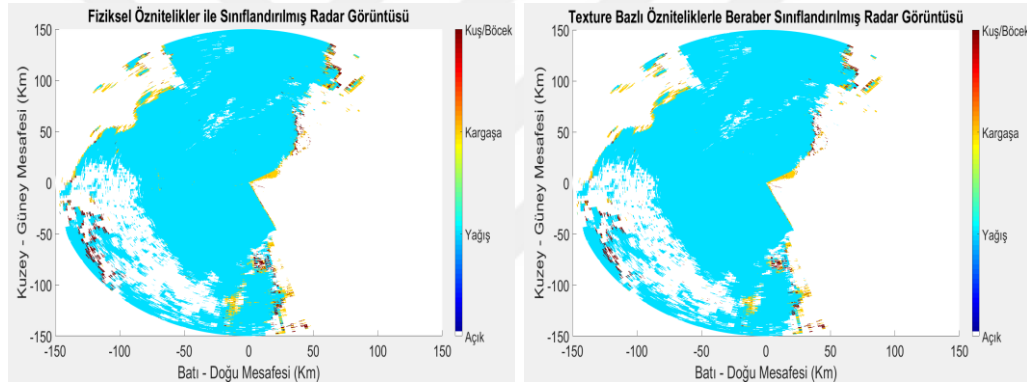 Fiziksel Öznitelikler ile Sınıflandırılmış Radar Görüntüsü
150
100
50
0
-50
-100
-150
Kuzey - Güney Mesafesi (Km)
-150 -100 -50 0 50 100 150
Batı - Doğu Mesafesi (Km)
Kuş/Böcek
Kargaşa
Yağış
Açık
Texture Bazlı Özniteliklerle Beraber Sınıflandırılmış Radar Görüntüsü
150
100
50
0
-50
-100
-150
Kuzey - Güney Mesafesi (Km)
-150 -100 -50 0 50 100 150
Batı - Doğu Mesafesi (Km)
Kuş/Böcek
Kargaşa
Yağış
Açık